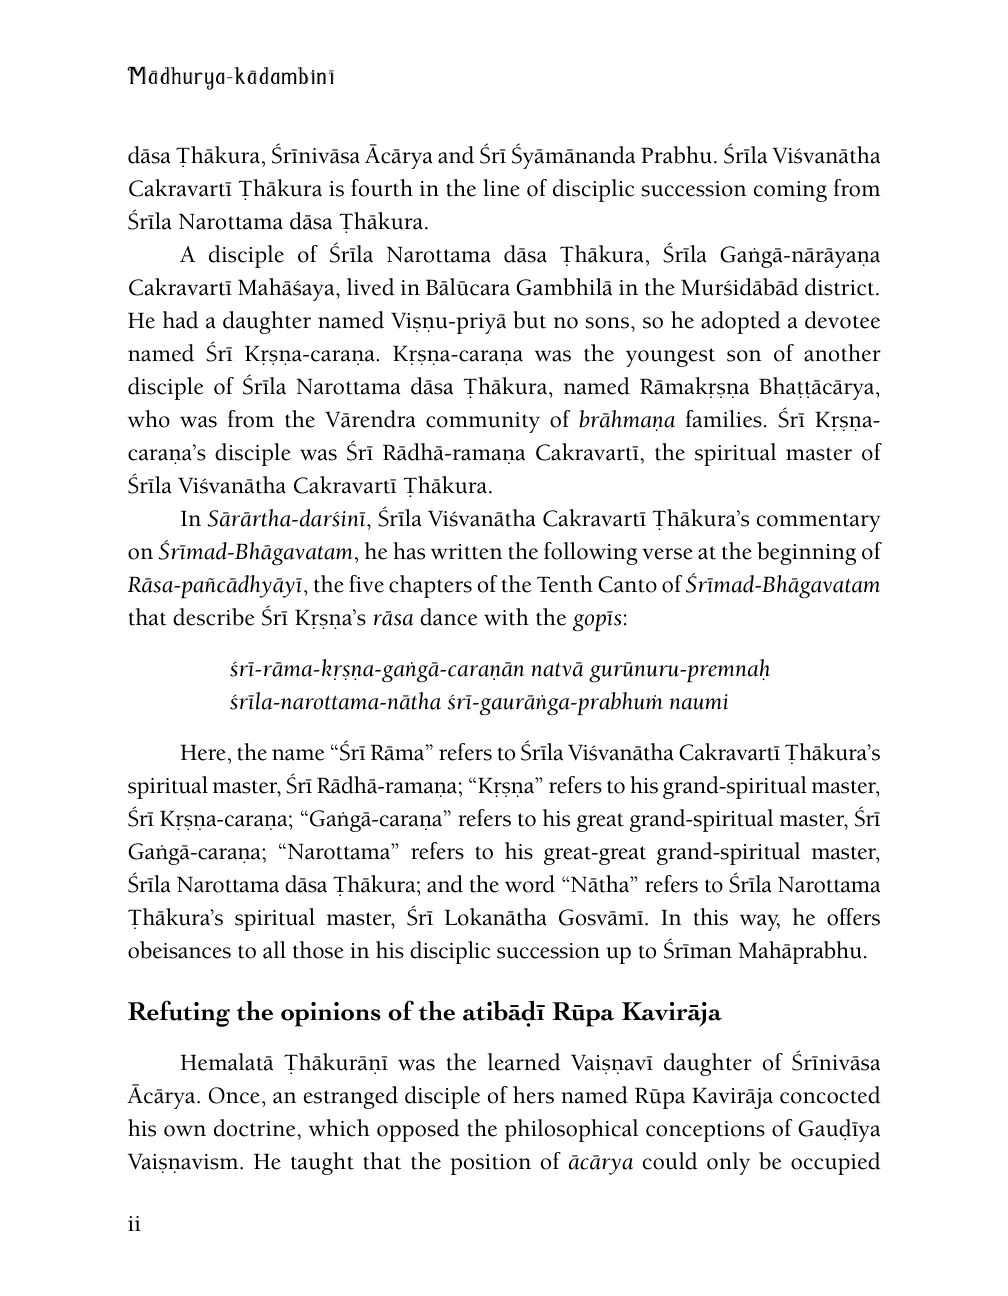 Mādhurya-kādambinī
dāsa Ṭhākura, Śrīnivāsa Ācārya and Śrī Śyāmānanda Prabhu. Śrīla Viśvanātha
Cakravartī Ṭhākura is fourth in the line of disciplic succession coming from
Śrīla Narottama dāsa Ṭhākura.
A disciple of Śrīla Narottama dāsa Ṭhākura, Śrīla Gaṅgā-nārāyaṇa
Cakravartī Mahāśaya, lived in Bālūcara Gambhilā in the Murśidābād district.
He had a daughter named Viṣṇu-priyā but no sons, so he adopted a devotee
named Śrī Kṛṣṇa-caraṇa. Kṛṣṇa-caraṇa was the youngest son of another
disciple of Śrīla Narottama dāsa Ṭhākura, named Rāmakṛṣṇa Bhaṭṭācārya,
who was from the Vārendra community of brāhmaṇa families. Śrī Kṛṣṇa-
caraṇa’s disciple was Śrī Rādhā-ramaṇa Cakravartī, the spiritual master of
Śrīla Viśvanātha Cakravartī Ṭhākura.
In Sārārtha-darśinī, Śrīla Viśvanātha Cakravartī Ṭhākura’s commentary
on Śrīmad-Bhāgavatam, he has written the following verse at the beginning of
Rāsa-pañcādhyāyī, the five chapters of the Tenth Canto of Śrīmad-Bhāgavatam
that describe Śrī Kṛṣṇa’s rāsa dance with the gopīs:
śrī-rāma-kṛṣṇa-gaṅgā-caraṇān natvā gurūnuru-premnaḥ
śrīla-narottama-nātha śrī-gaurāṅga-prabhuṁ naumi
Here, the name “Śrī Rāma” refers to Śrīla Viśvanātha Cakravartī Ṭhākura’s
spiritual master, Śrī Rādhā-ramaṇa; “Kṛṣṇa” refers to his grand-spiritual master,
Śrī Kṛṣṇa-caraṇa; “Gaṅgā-caraṇa” refers to his great grand-spiritual master, Śrī
Gaṅgā-caraṇa; “Narottama” refers to his great-great grand-spiritual master,
Śrīla Narottama dāsa Ṭhākura; and the word “Nātha” refers to Śrīla Narottama
Ṭhākura’s spiritual master, Śrī Lokanātha Gosvāmī. In this way, he offers
obeisances to all those in his disciplic succession up to Śrīman Mahāprabhu.
Refuting the opinions of the atibāḍī Rūpa Kavirāja
Hemalatā Ṭhākurāṇī was the learned Vaiṣṇavī daughter of Śrīnivāsa
Ācārya. Once, an estranged disciple of hers named Rūpa Kavirāja concocted
his own doctrine, which opposed the philosophical conceptions of Gauḍīya
Vaiṣṇavism. He taught that the position of ācārya could only be occupied
ii